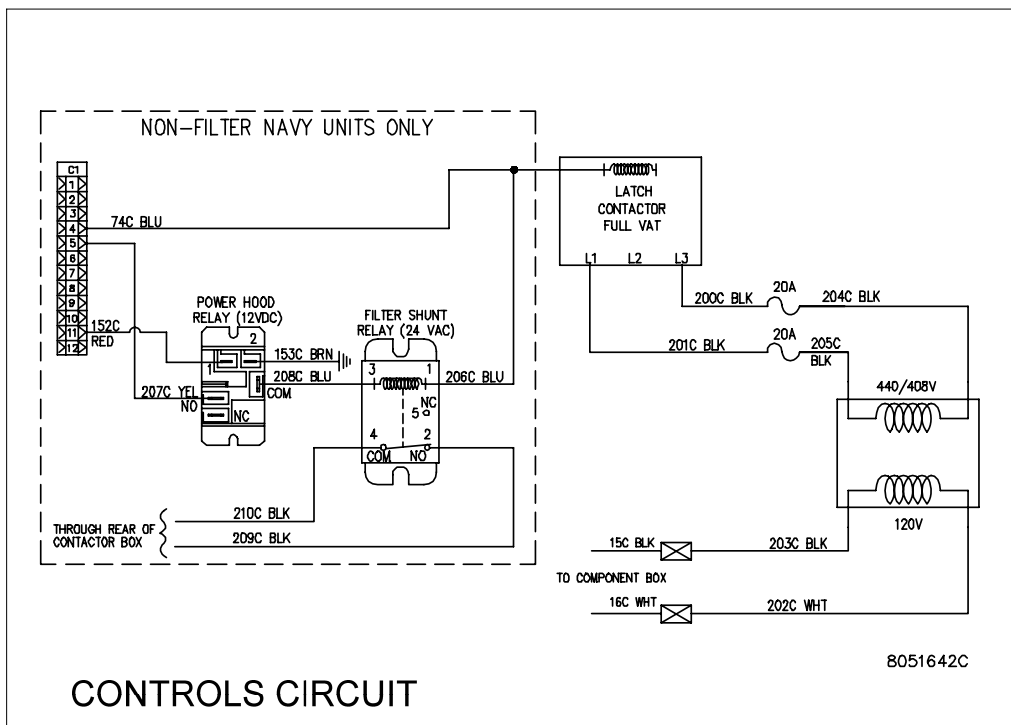 NON-FILTER NAVY UNITS ONLY
C1
1
2
3
4
5
6
7
8
9
10
11
12
74C BLU
152C
RED
207C YEL
POWER HOOD
RELAY (12VDC)
2
1
NO
NC
COM
153C BRN
208C BLU
FILTER SHUNT
RELAY (24 VAC)
3
1
206C BLU
NC
5
4
2
COM
NO
THROUGH REAR OF
CONTACTOR BOX
210C BLK
209C BLK
LATCH
CONTACTOR
FULL VAT
L1
L2
L3
200C BLK
20A
204C BLK
201C BLK
20A
205C
BLK
440/408V
120V
15C BLK
203C BLK
TO COMPONENT BOX
16C WHT
202C WHT
8051642C
CONTROLS CIRCUIT